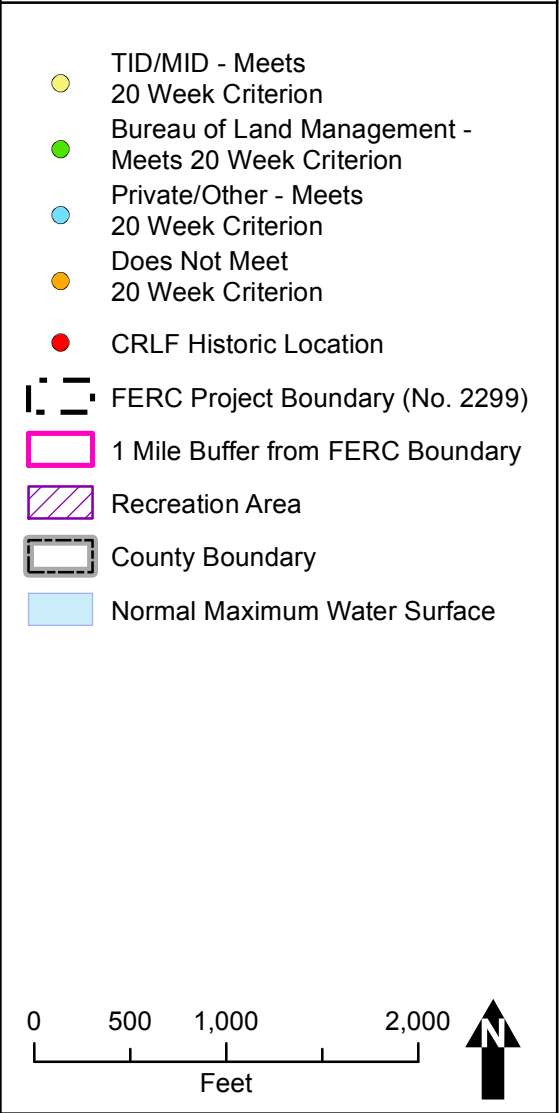 TID/MID - Meets
20 Week Criterion
Bureau of Land Management -
Meets 20 Week Criterion
Private/Other - Meets
20 Week Criterion
Does Not Meet
20 Week Criterion
CRLF Historic Location
FERC Project Boundary (No. 2299)
1 Mile Buffer from FERC Boundary
Recreation Area
County Boundary
Normal Maximum Water Surface
0 500 1,000 2,000
N
Feet